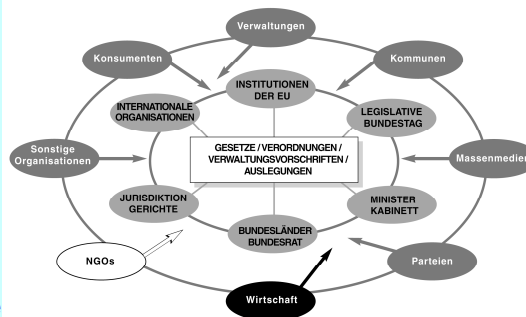 Verwaltungen
Konsumenten
Kommunen
INSTITUTIONEN
DER EU
INTERNATIONALE
ORGANISATIONEN
LEGISLATIVE
BUNDESTAG
Sonstige
Organisationen
GESETZE / VERORDNUNGEN /
VERWALTUNGSVORSCHRIFTEN /
AUSLEGUNGEN
Massenmedien
JURISDIKTION
GERICHTE
MINISTER
KABINETT
BUNDESLÄNDER
BUNDESRAT
NGOs
Parteien
Wirtschaft